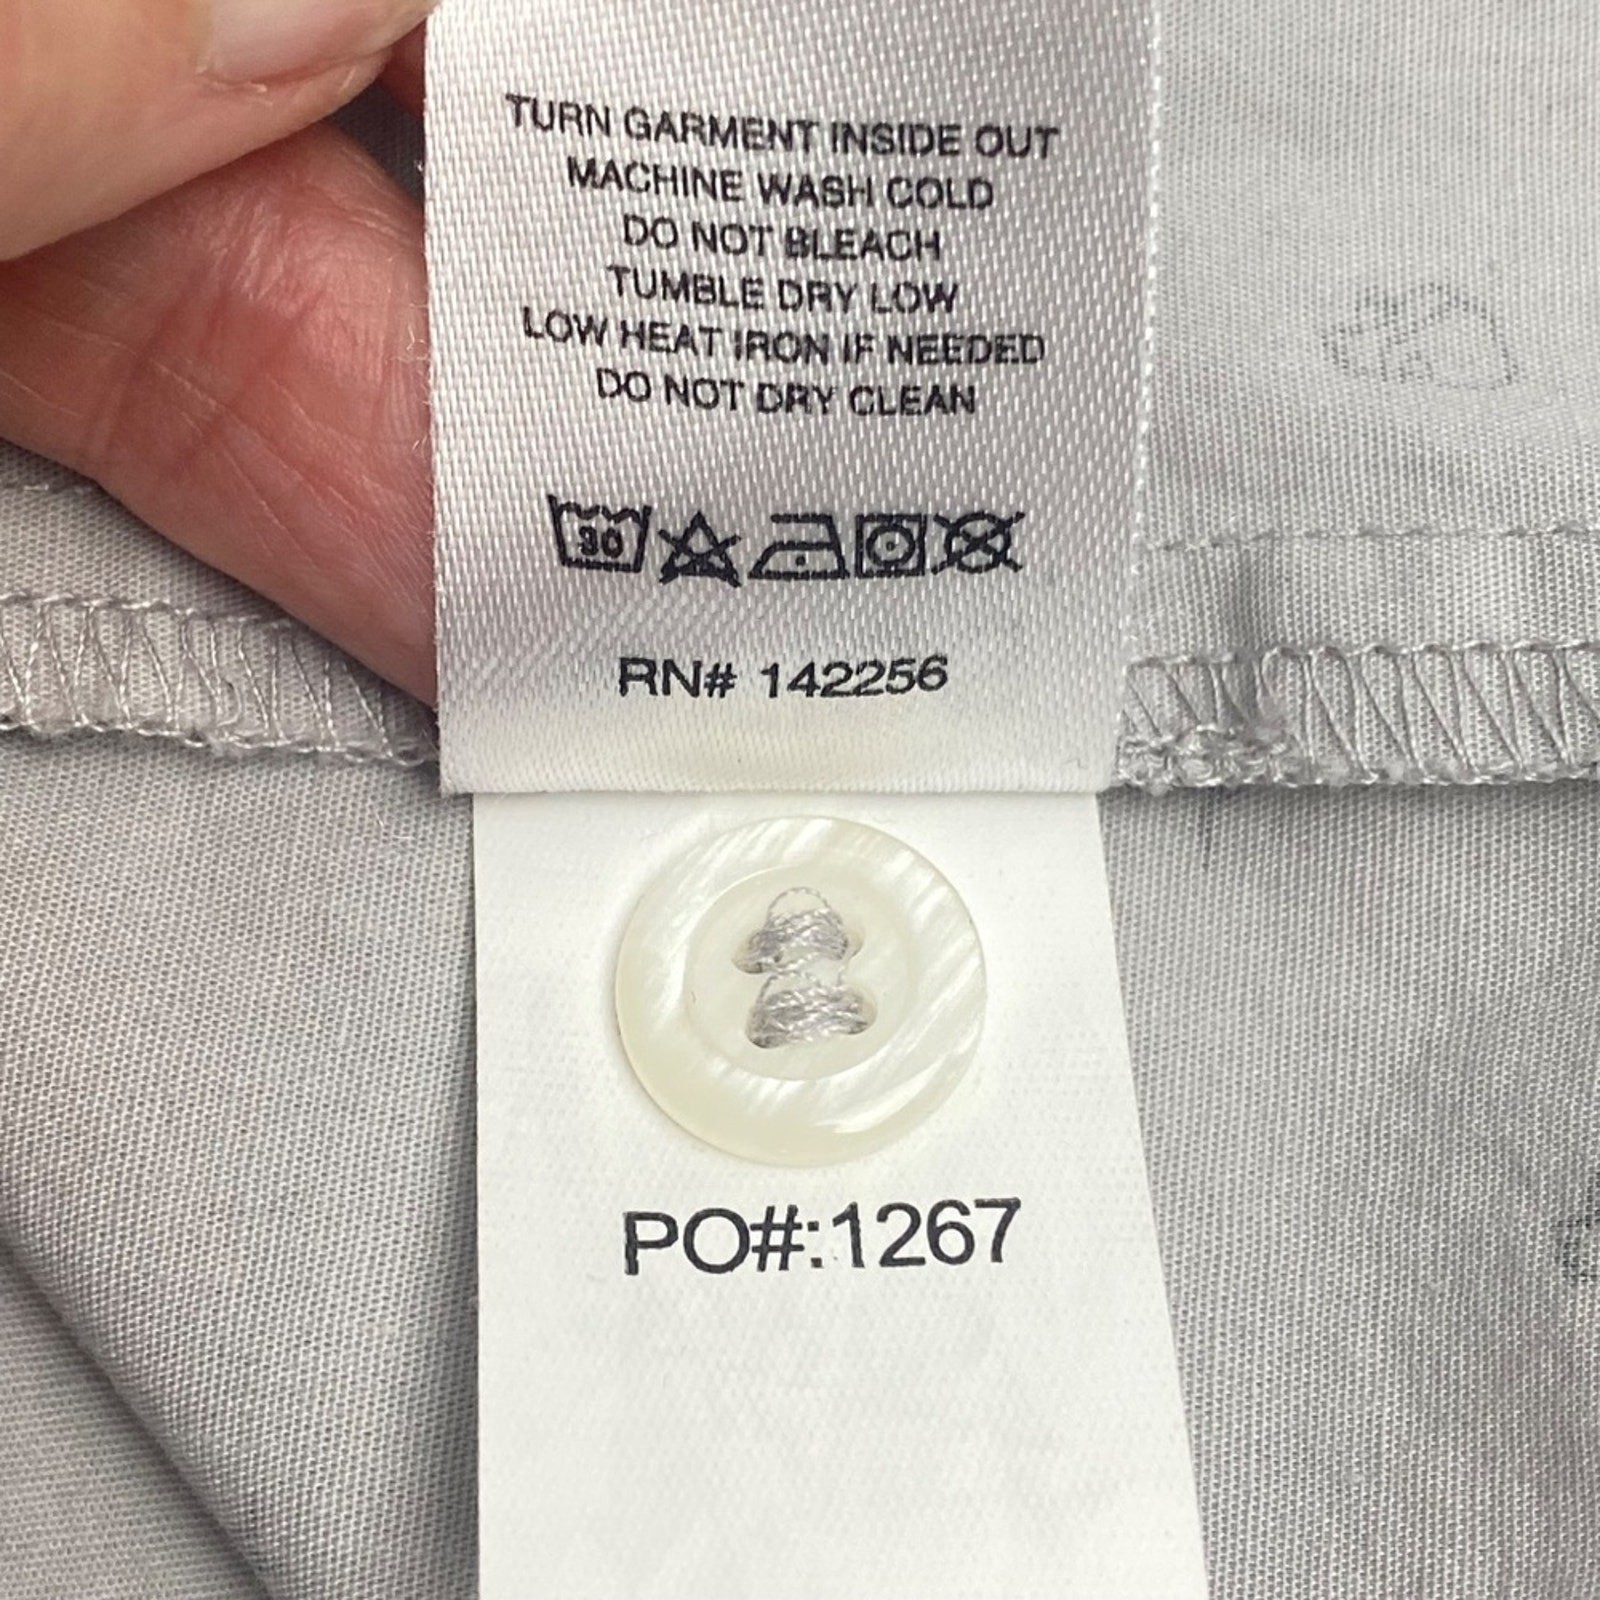 TURN GARMENT INSIDE OUT
MACHINE WASH COLD
DO NOT BLEACH
TUMBLE DRY LOW
LOW HEAT IRON IF NEEDED
DO NOT DRY CLEAN
30
RN# 142256
PO#:1267